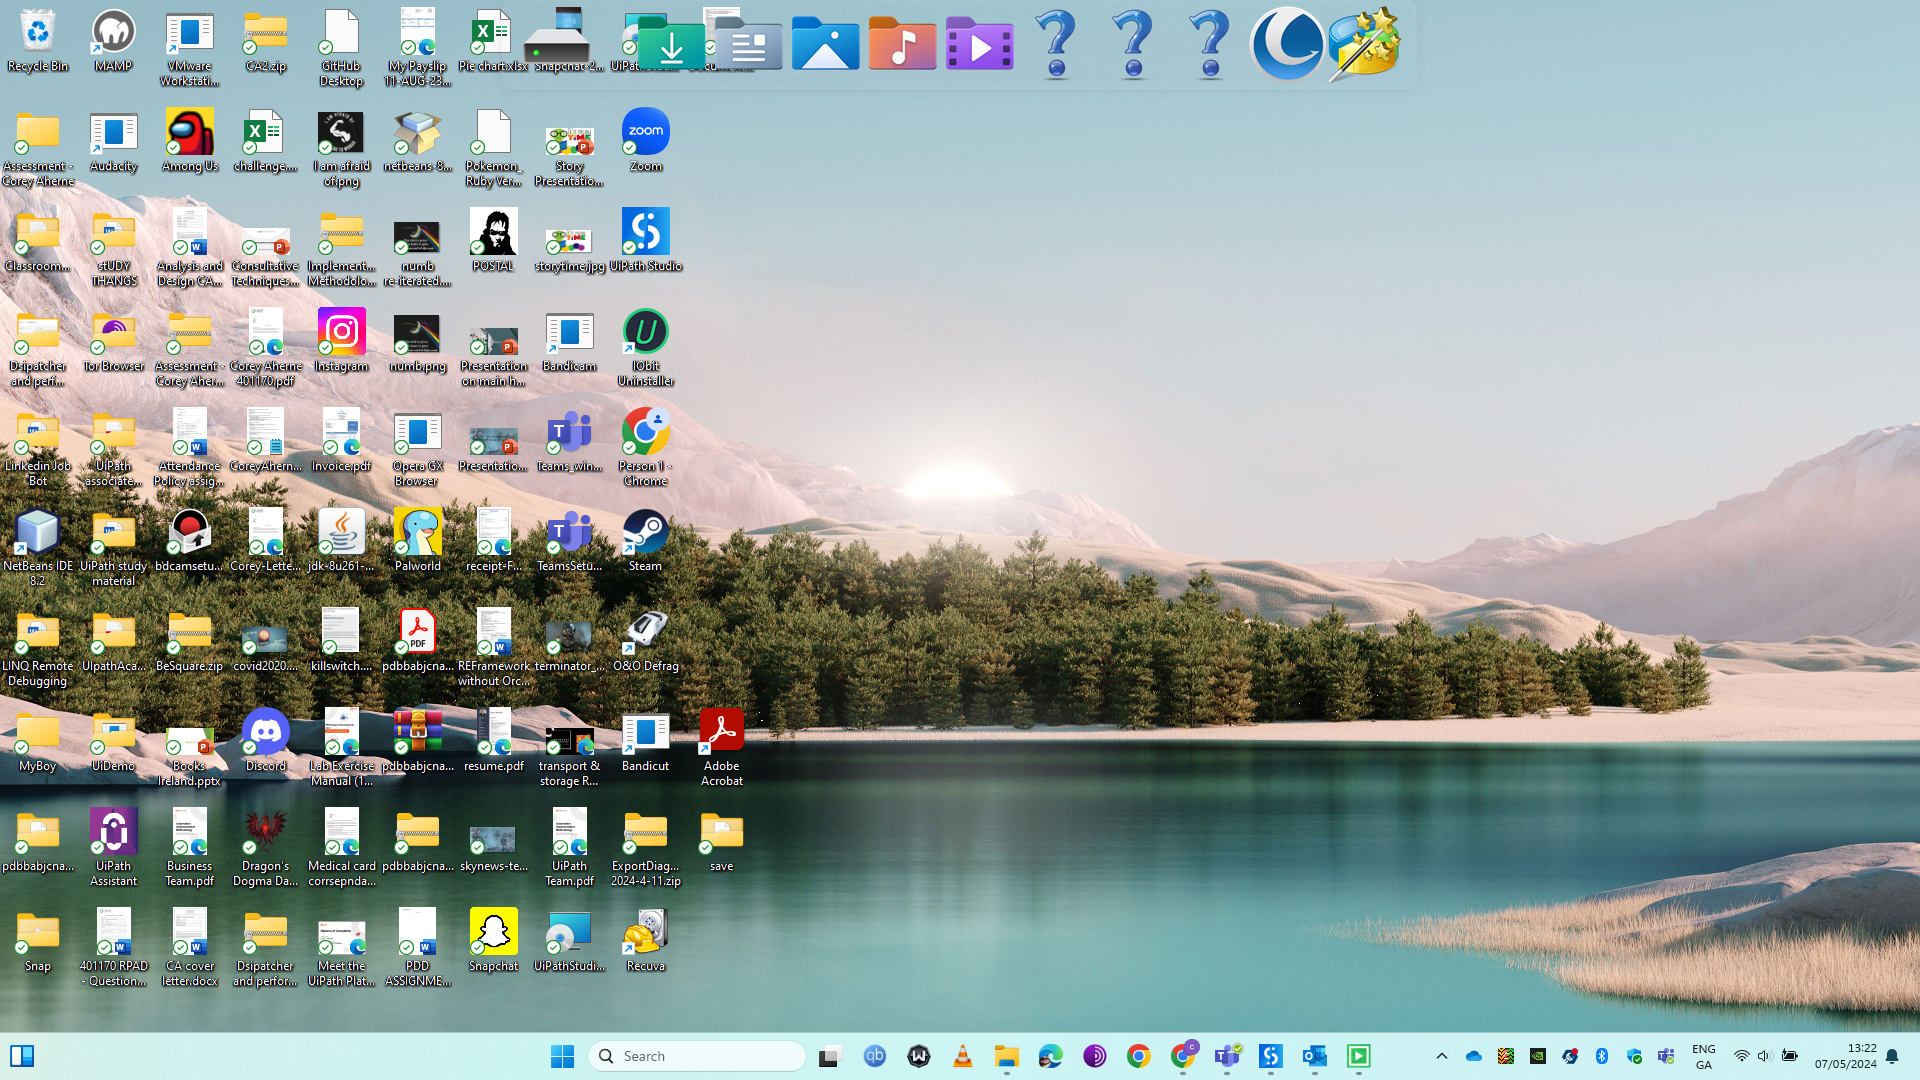 Recycle Bin
MAMP
VMware
Workstati...
CA2.zip
GitHub
Desktop
My Payslip
11-AUG-23...
Pie chart.xlsx
Snapchat-2...
Assessment -
Corey Aherne
Audacity
Among Us
challenge....
I am afraid
of.png
netbeans-8...
Pokemon_
Ruby Ver...
Story
Presentatio...
zoom
Zoom
Classroom...
stUDY
THANGS
Analysis and
Design CA...
Consultative
Techniques...
Implement...
Methodolo...
numb
re-iterated....
POSTAL
storytime.jpg
UiPath Studio
Dsipatcher
and perf...
Tor Browser
Assessment -
Corey Aher...
Corey Aherne
401170.pdf
Instagram
numb.png
Presentation
on main h...
Bandicam
IObit
Uninstaller
Linkedin Job
Bot
UiPath
associate...
Attendance
Policy assig...
CoreyAhern...
Invoice.pdf
Opera GX
Browser
Presentatio...
Teams_win...
Person 1 -
Chrome
NetBeans IDE
8.2
UiPath study
material
bdcamsetu...
Corey-Lette...
jdk-8u261-...
Palworld
receipt-F...
TeamsSetu...
Steam
LINQ Remote
Debugging
UIpathAca...
BeSquare.zip
covid2020....
killswitch....
PDF
pdbbabjcna...
REFramework
without Orc...
terminator_...
O&O Defrag
MyBoy
UiDemo
Books
Ireland.pptx
Discord
Lab Exercise
Manual (1...
pdbbabjcna...
resume.pdf
transport &
storage R...
Bandicut
Adobe
Acrobat
pdbbabjcna...
UiPath
Assistant
Business
Team.pdf
Dragon's
Dogma Da...
Medical card
corrsepnda...
pdbbabjcna...
skynews-te...
UiPath
Team.pdf
ExportDiag...
2024-4-11.zip
save
Snap
401170 RPAD
- Question...
CA cover
letter.docx
Dsipatcher
and perfor...
Meet the
UiPath Plat...
PDD
ASSIGNME...
Snapchat
UiPathStudi...
Recuva
Search
ENG
GA
13:22
07/05/2024